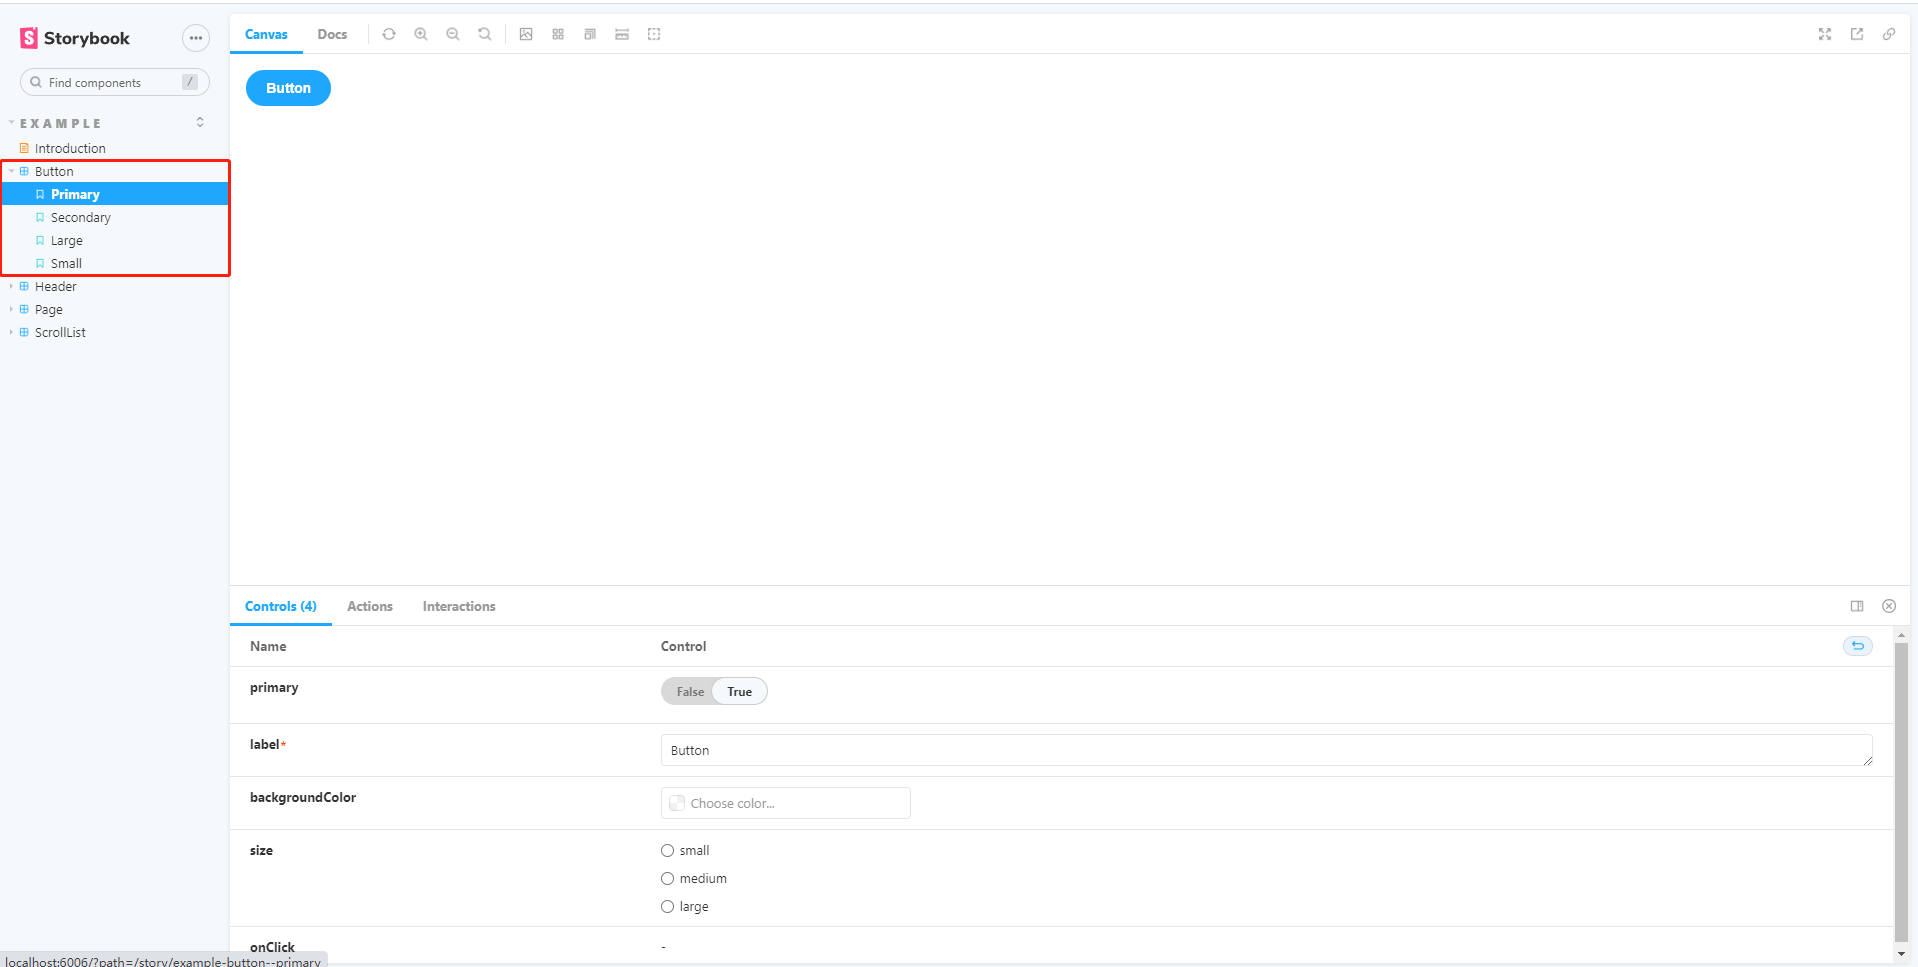 Storybook
Find components
/
EXAMPLE
Introduction
Button
Primary
Secondary
Large
Small
Header
Page
ScrollList
Canvas Docs
Button
Controls (4) Actions Interactions
Name Control
primary False True
label* Button
backgroundColor Choose color...
size small
medium
large
onClick -
localhost:6006/?path=/story/example-button--primary